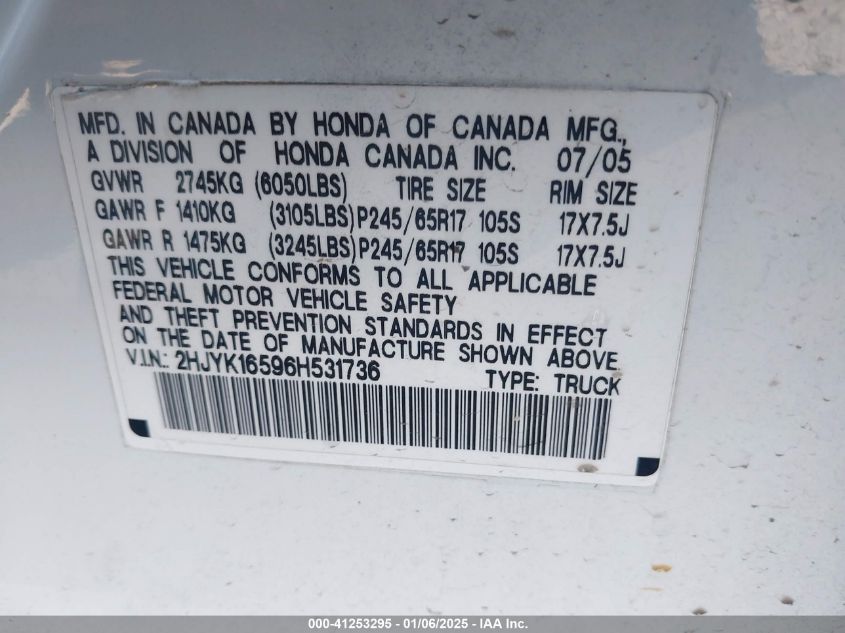 MFD. IN CANADA BY HONDA OF CANADA MFG.,
A DIVISION OF HONDA CANADA INC. 07/05
GVWR 2745KG (6050LBS) TIRE SIZE RIM SIZE
GAWR F 1410KG (3105LBS) P245/65R17 105S 17X7.5J
GAWR R 1475KG (3245LBS) P245/65R17 105S 17X7.5J
THIS VEHICLE CONFORMS TO ALL APPLICABLE
FEDERAL MOTOR VEHICLE SAFETY
AND THEFT PREVENTION STANDARDS IN EFFECT
ON THE DATE OF MANUFACTURE SHOWN ABOVE.
V.I.N.: 2HJYK16596H531736 TYPE: TRUCK
000-41253295 - 01/06/2025 - IAA Inc.